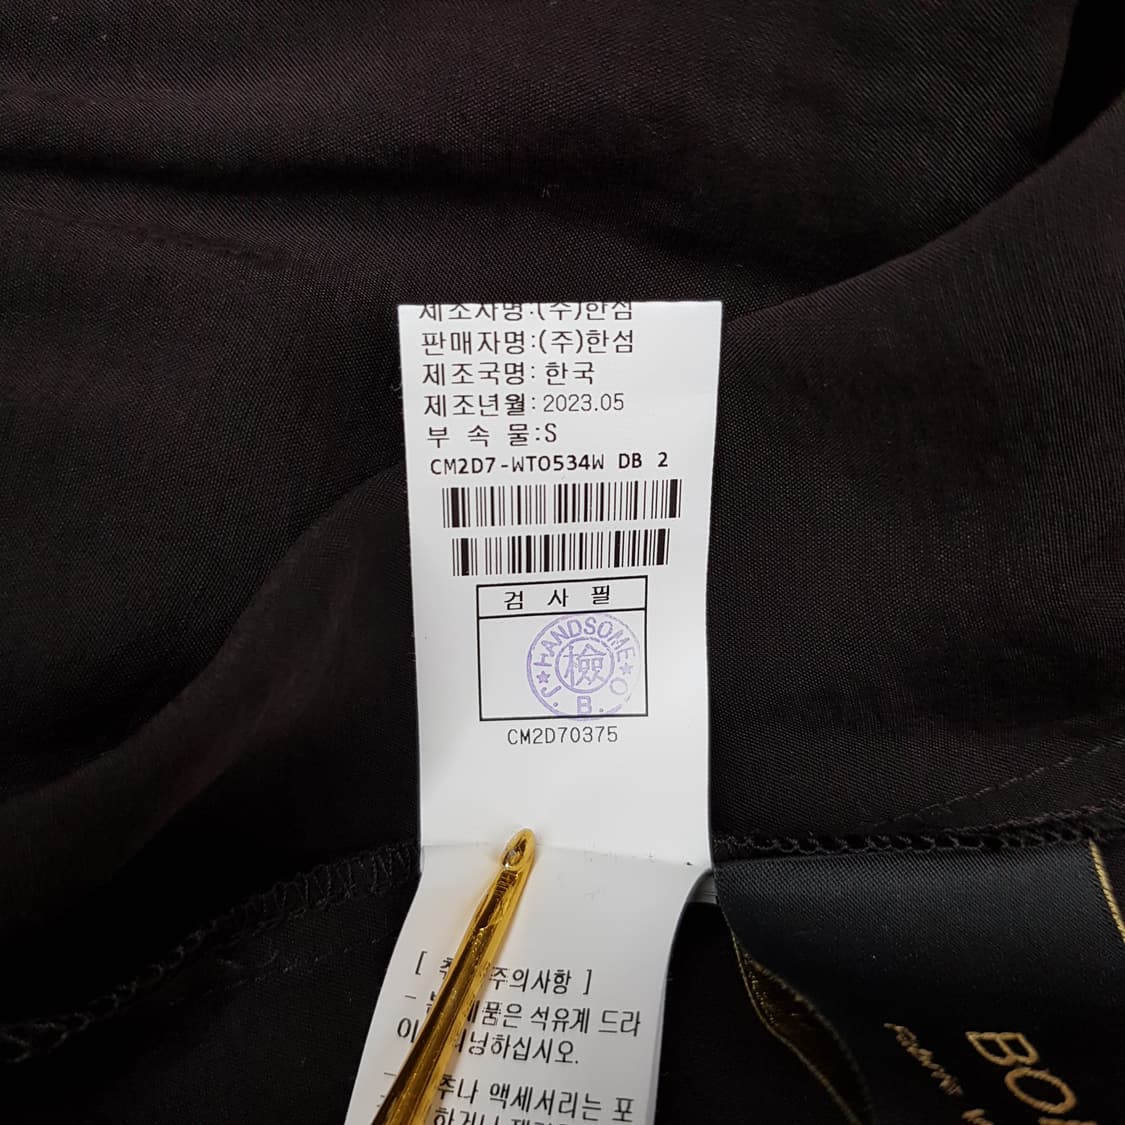 제조자명:(주)한섬
판매자명:(주)한섬
제조국명: 한국
제조년월: 2023.05
부 속 물:S
CM2D7-WTO534W DB 2
검 사 필
HANDSOME
檢
J. B. O
CM2D70375
[ 주의사항 ]
- 제품은 석유계 드라
이 하십시오.
- 액세서리는 포
BO